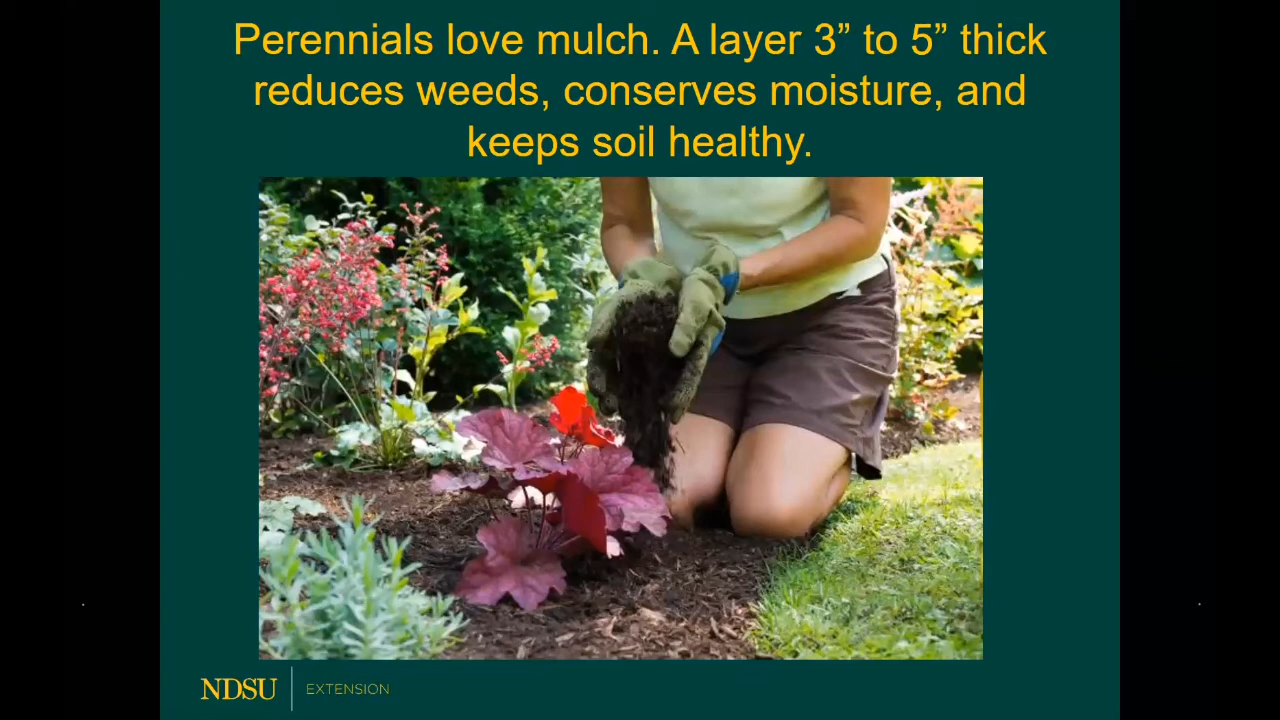 Perennials love mulch. A layer 3” to 5” thick
reduces weeds, conserves moisture, and
keeps soil healthy.
NDSU EXTENSION